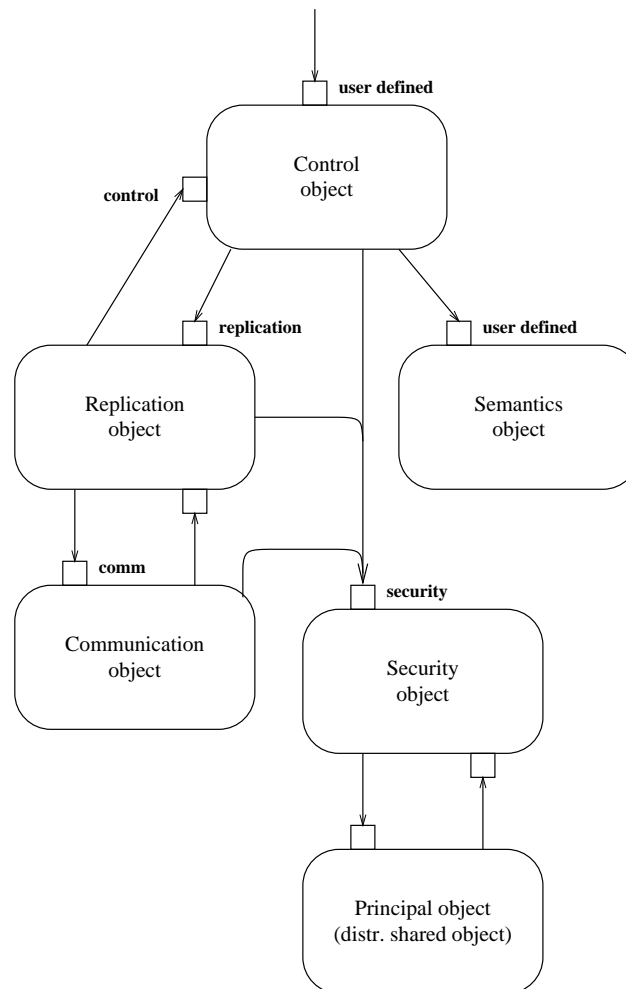 user defined
Control
object
control
replication
user defined
Replication
object
Semantics
object
comm
security
Communication
object
Security
object
Principal object
(distr. shared object)